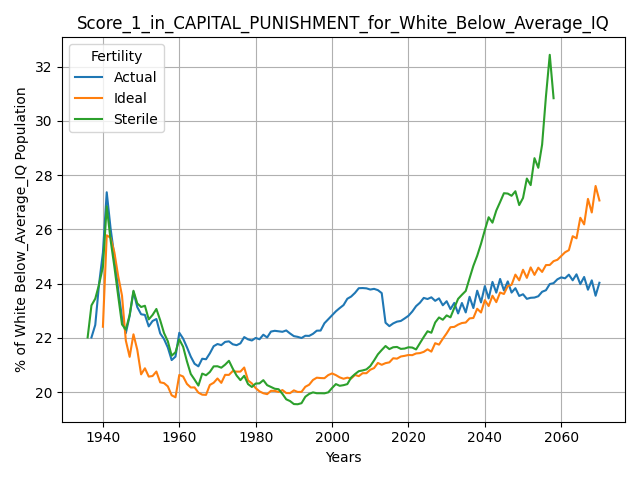 Score_1_in_CAPITAL_PUNISHMENT_for_White_Below_Average_IQ
Fertility
Actual
Ideal
Sterile
% of White Below_Average_IQ Population
32
30
28
26
24
22
20
1940
1960
1980
2000
2020
2040
2060
Years